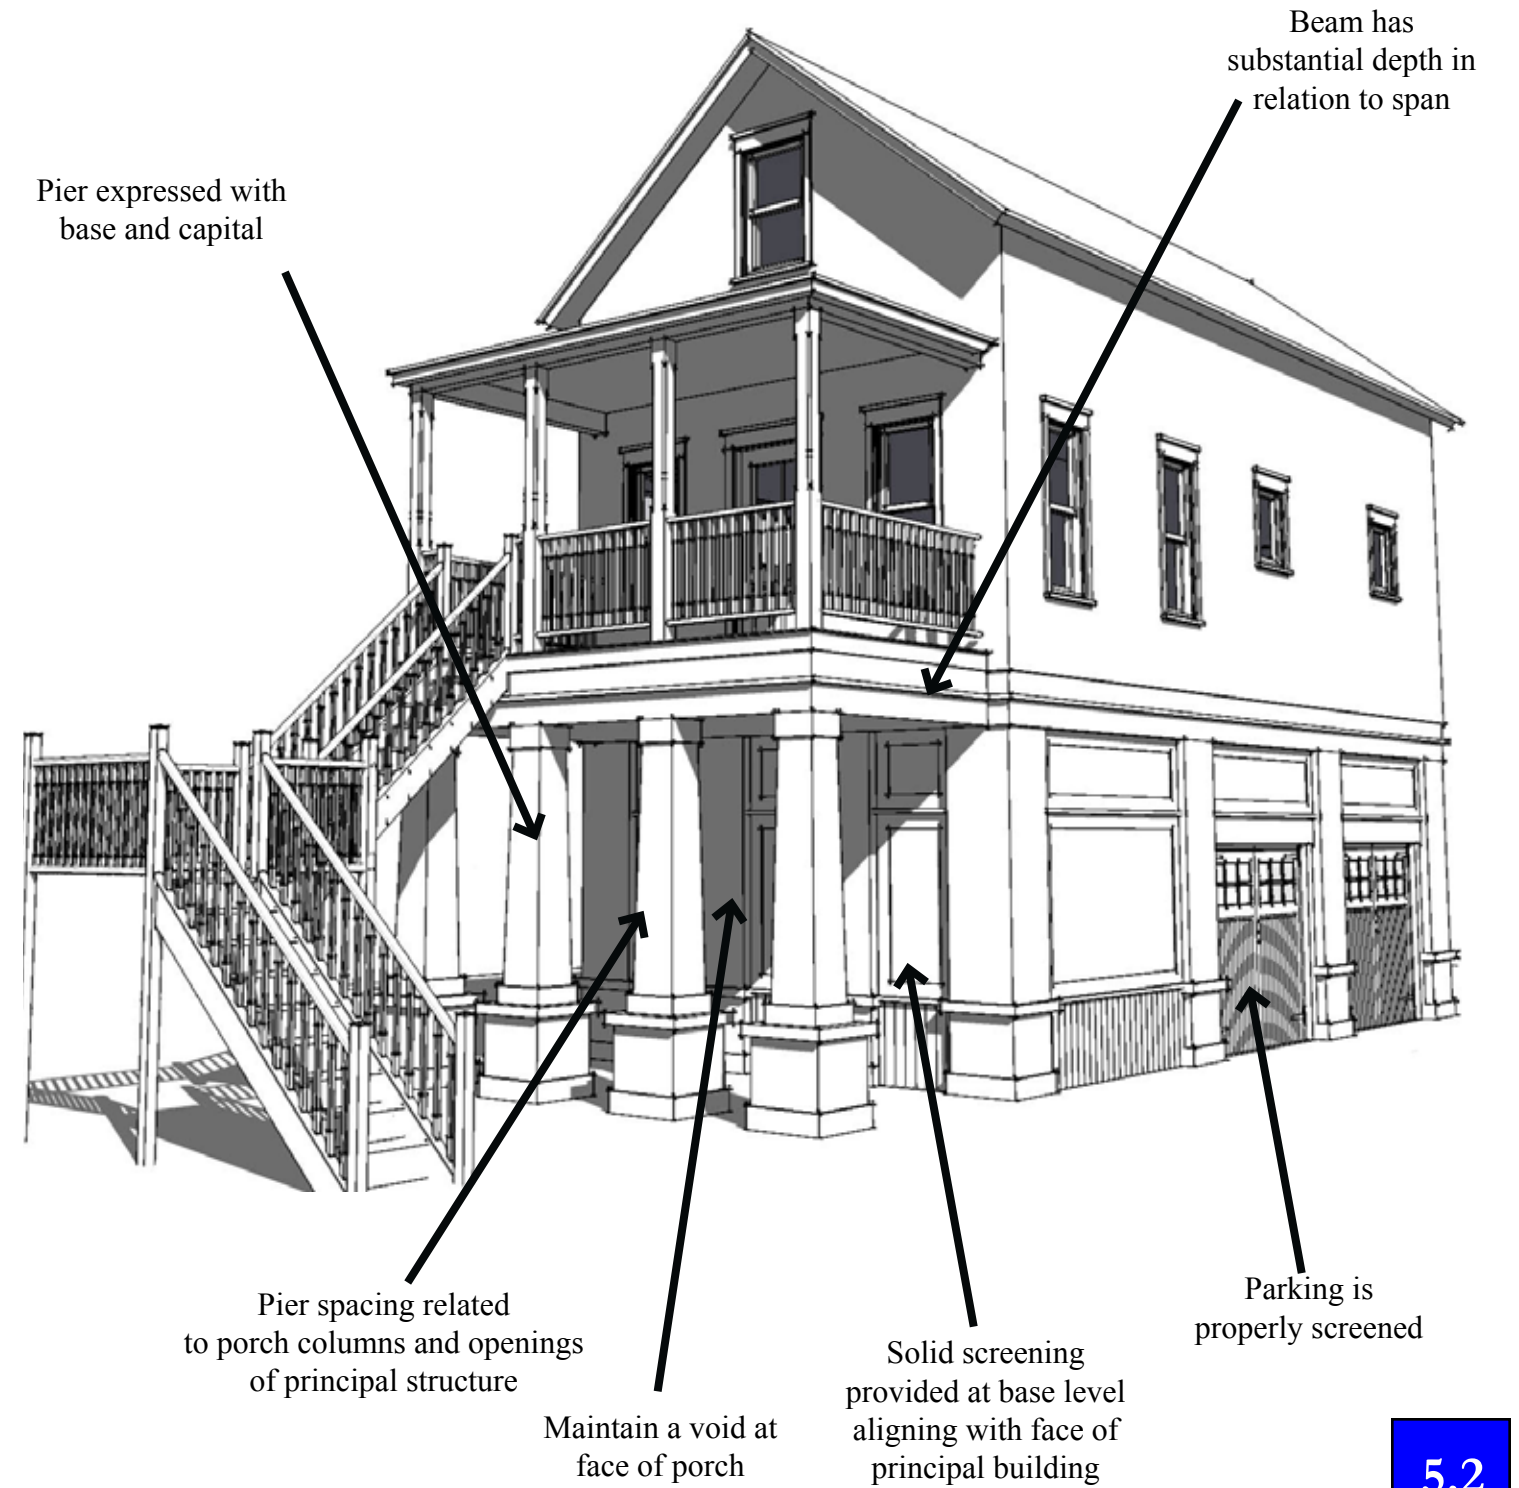 Beam has
substantial depth in
relation to span
Pier expressed with
base and capital
Pier spacing related
to porch columns and openings
of principal structure
Maintain a void at
face of porch
Solid screening
provided at base level
aligning with face of
principal building
Parking is
properly screened
5.2